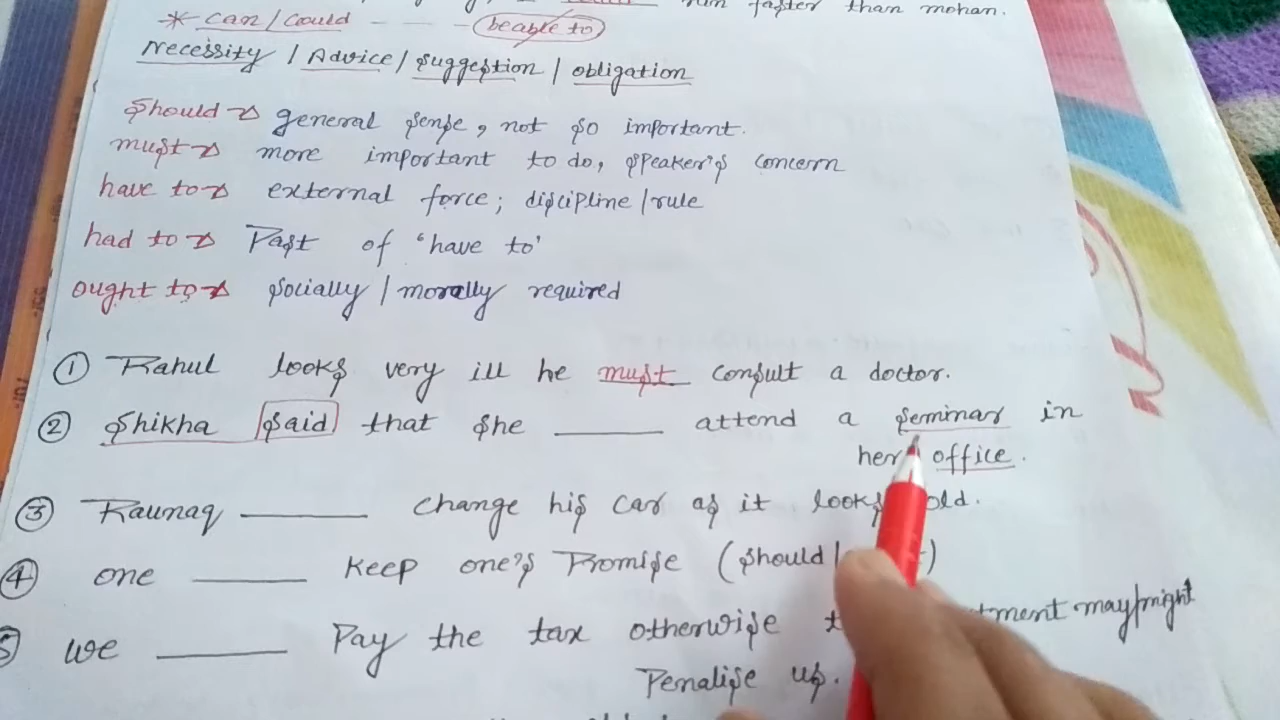 run faster than mohan.
* can/could - - - be able to
Necessity / Advice / suggestion / obligation
should → general sense, not so important.
must → more important to do, speaker's concern
have to → external force; discipline/rule
had to → Past of 'have to'
ought to → socially / morally required
① Rahul looks very ill he must consult a doctor.
② Shikha said that she ______ attend a seminar in
her office.
③ Raunaq ______ change his car as it looks old.
④ one ______ keep one's Promise (should/
⑤ we ______ Pay the tax otherwise may/might
Penalise us.